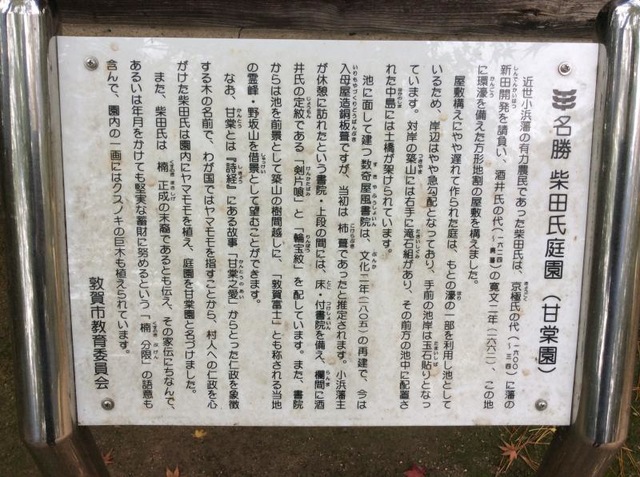 名勝 柴田氏庭園(甘棠園)
近世小浜藩の有力農民であった柴田氏は、京極氏の代(一六〇〇〜一六三四)に藩の
新田開発を請負い、酒井氏の代の寛文二年(一六六二)、この地
に環濠を備えた方形地割の屋敷を構えました。
屋敷構えにやや遅れて作られた庭は、もとの濠の一部を利用し池として
いるため、岸辺はやや急勾配となっており、手前の池岸は玉石貼りとなっ
ています。対岸の築山には右手に滝石組があり、その前方の池中に配置さ
れた中島には土橋が架けられています。
池に面して建つ数寄屋風書院は、文化二年(一八〇五)の再建で、今は
入母屋造銅板葺ですが、当初は杮葺であったと推定されます。小浜藩主
が休憩に訪れたという書院・上段の間には、床・付書院を備え、欄間に酒
井氏の定紋である「剣片喰」と「輪宝紋」を配しています。また、書院
からは池を前景として築山の樹間越しに、「敦賀富士」とも称される当地
の霊峰・野坂山を借景として望むことができます。
なお、甘棠とは『詩経』にある故事「甘棠之愛」からとった仁政を象徴
する木の名前で、わが国ではヤマモモを指すことから、村人への仁政を心
がけた柴田氏は園内にヤマモモを植え、庭園を甘棠園と名づけました。
また、柴田氏は 楠 正成の末裔であるとも伝え、その家伝にちなんで、
あるいは年月をかけても堅実な蓄財に努めるという「楠 分限」の語意も
含んで、園内の一画にはクスノキの巨木も植えられています。
敦賀市教育委員会